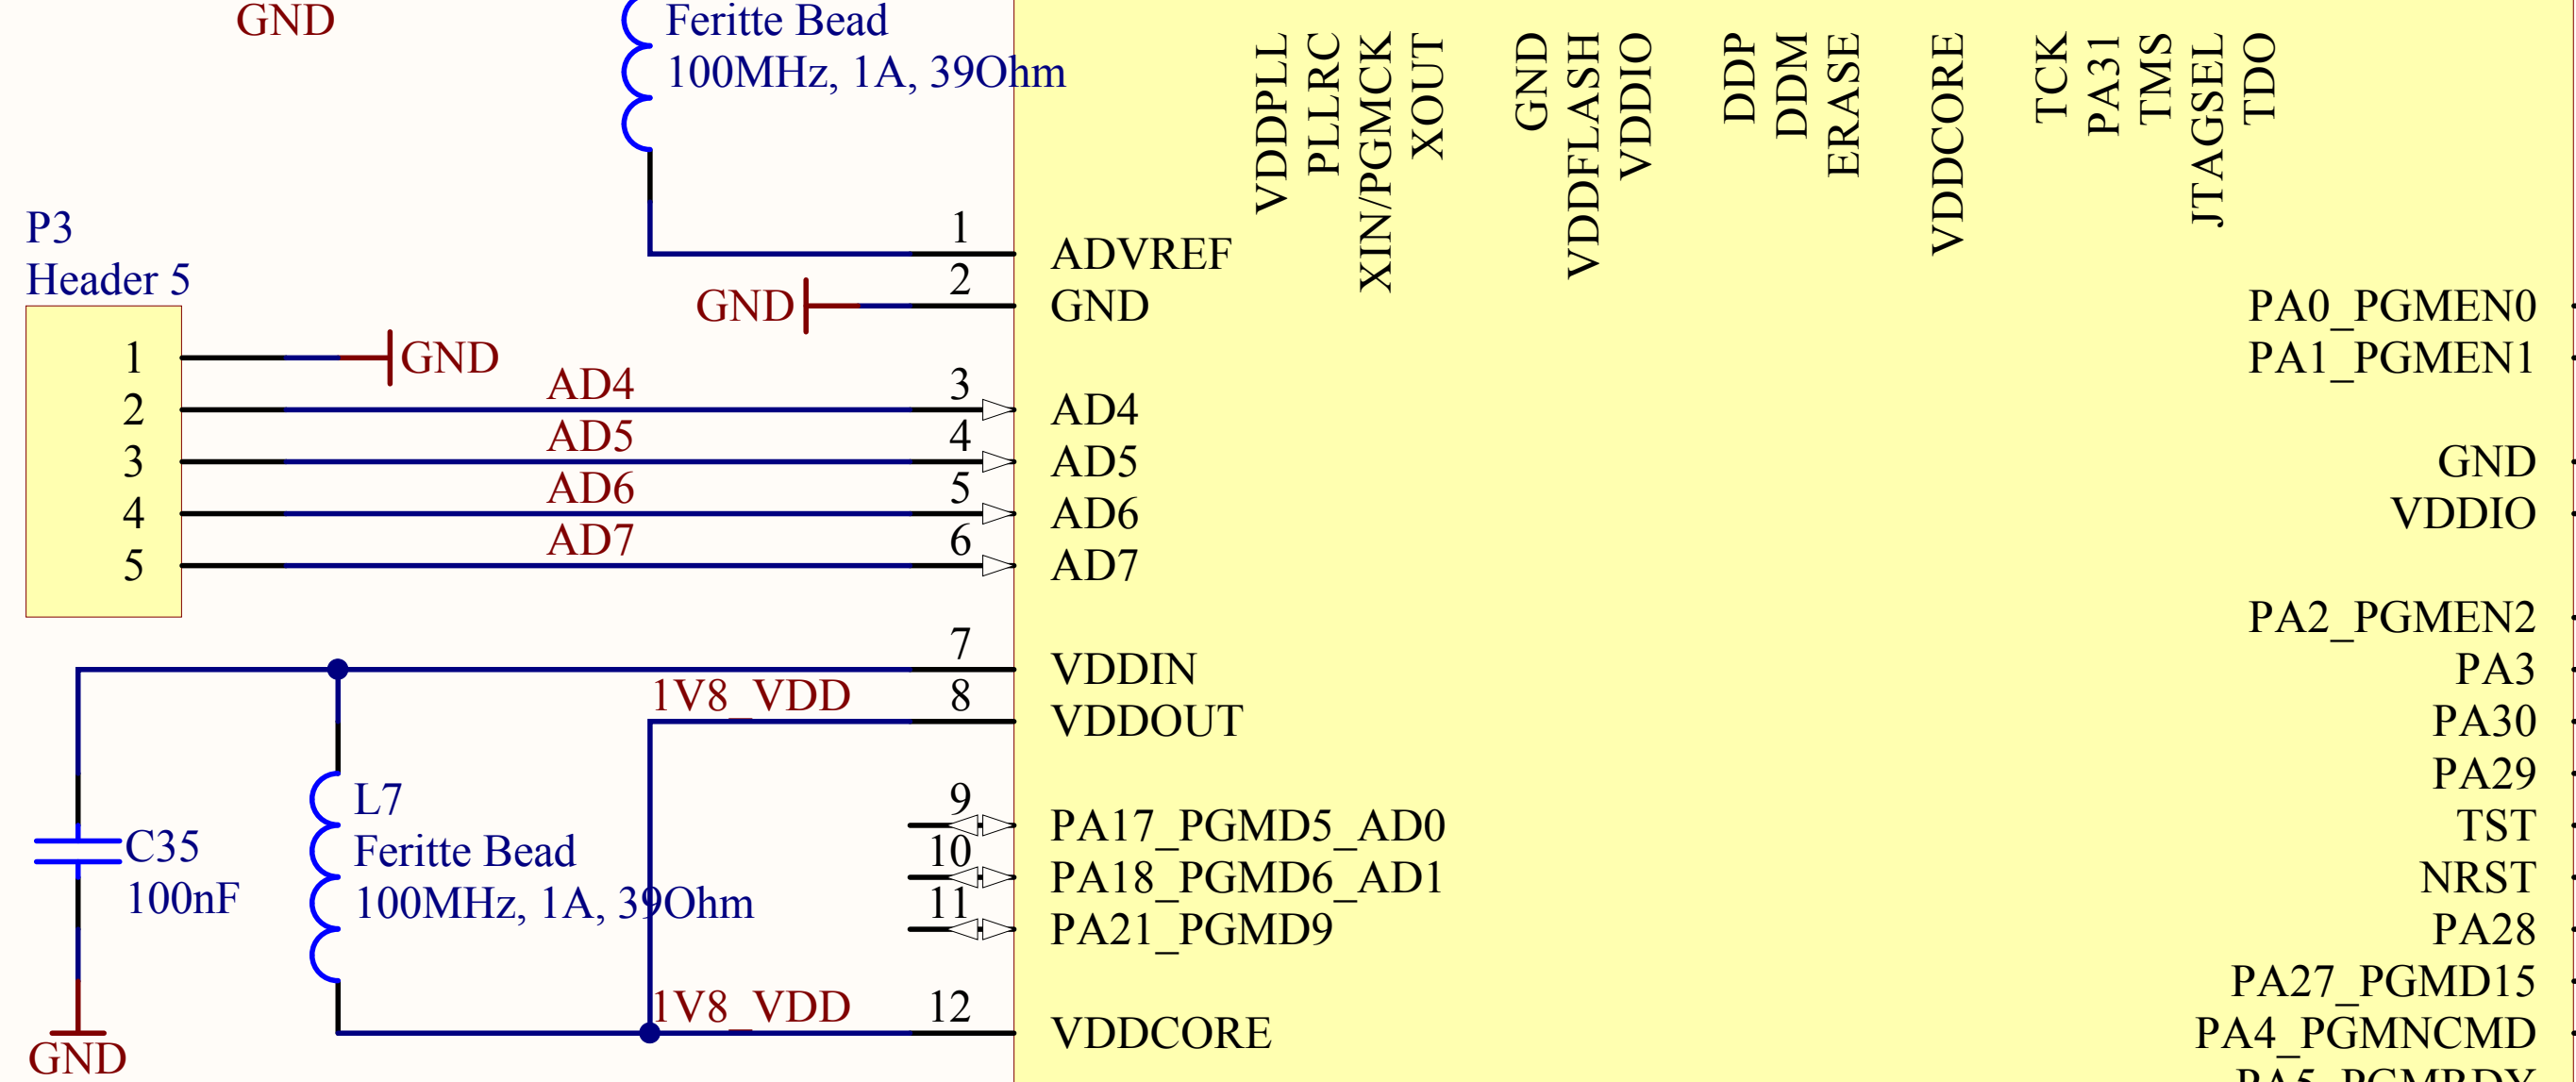 GND
Feritte Bead
100MHz, 1A, 39Ohm
VDDPLL
PLLRC
XIN/PGMCK
XOUT
GND
VDDFLASH
VDDIO
DDP
DDM
ERASE
VDDCORE
TCK
PA31
TMS
JTAGSEL
TDO
P3
Header 5
1
2
3
4
5
GND
GND
AD4
AD5
AD6
AD7
1 ADVREF
2 GND
3 AD4
4 AD5
5 AD6
6 AD7
7 VDDIN
1V8_VDD 8 VDDOUT
9 PA17_PGMD5_AD0
10 PA18_PGMD6_AD1
11 PA21_PGMD9
1V8_VDD 12 VDDCORE
C35
100nF
GND
L7
Feritte Bead
100MHz, 1A, 39Ohm
PA0_PGMEN0
PA1_PGMEN1
GND
VDDIO
PA2_PGMEN2
PA3
PA30
PA29
TST
NRST
PA28
PA27_PGMD15
PA4_PGMNCMD
PA5_PGMRDY